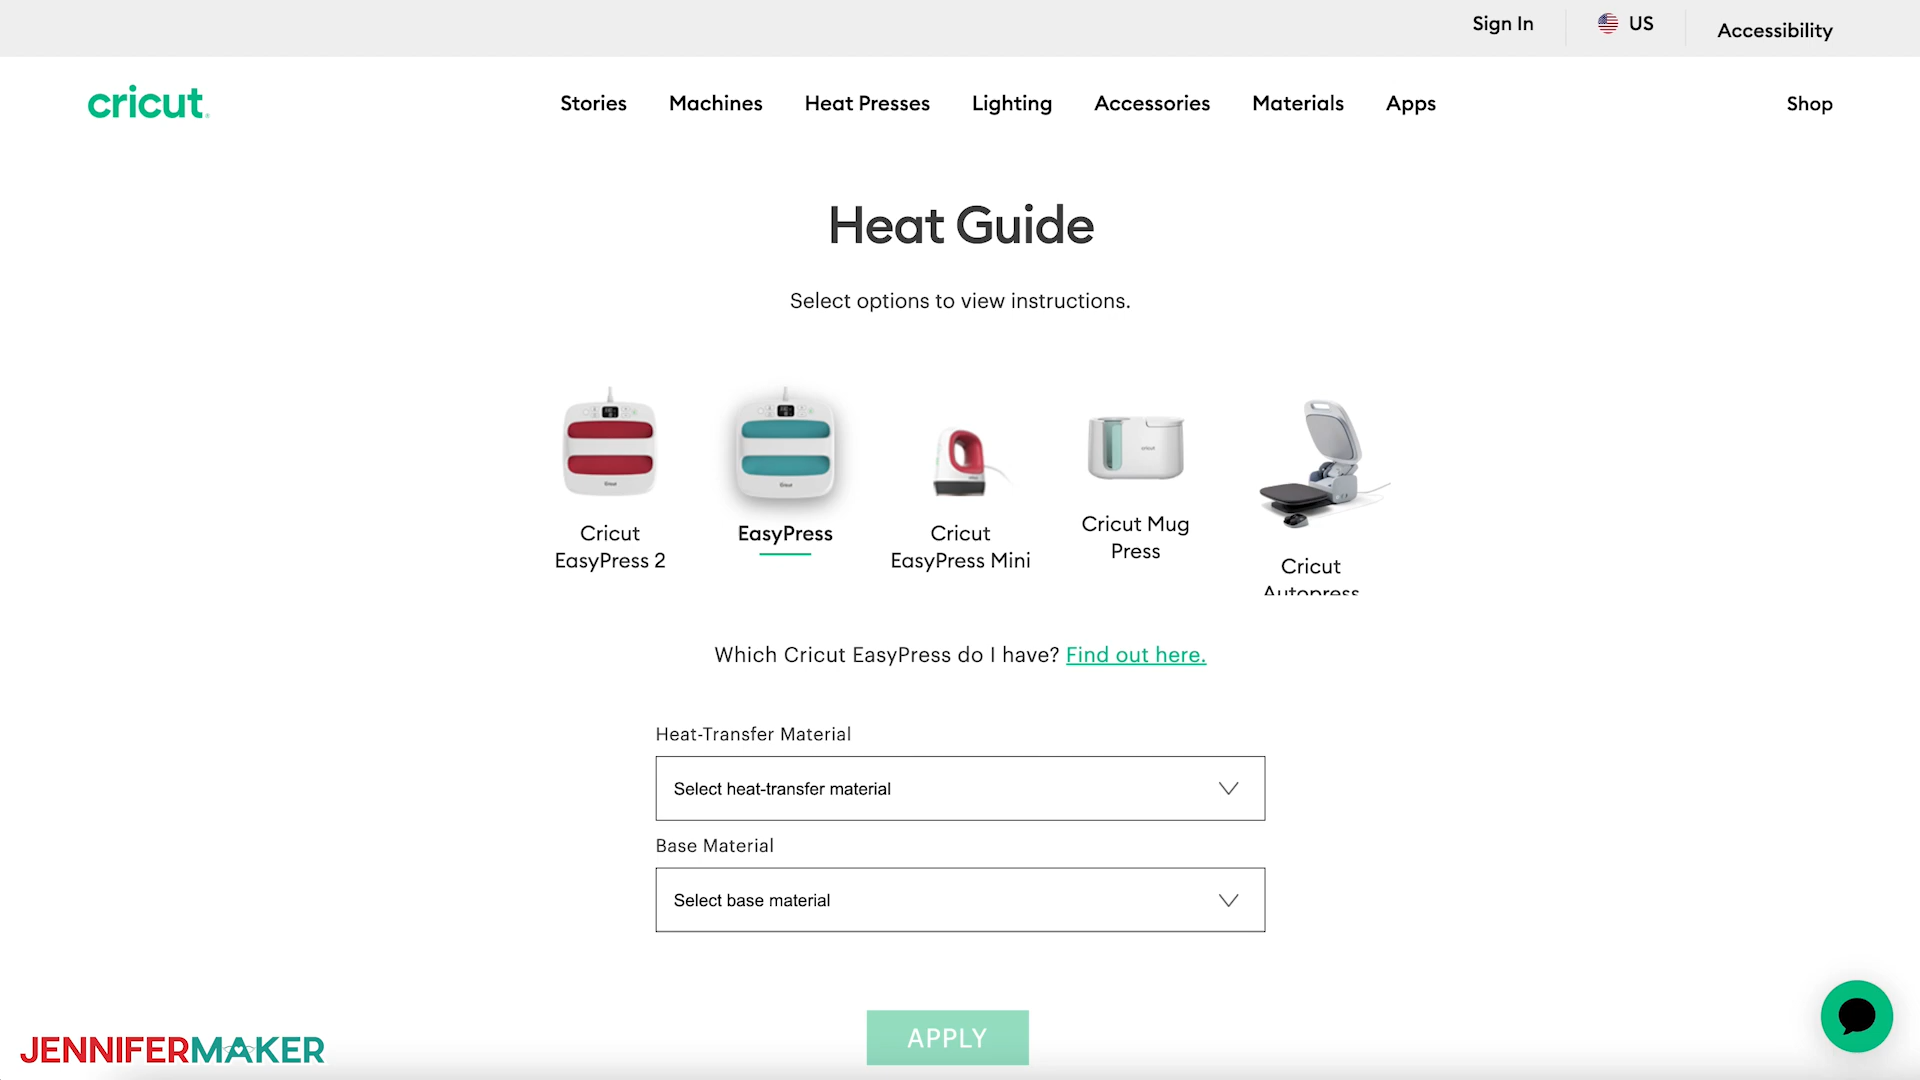 Sign In
US
Accessibility
cricut
Stories
Machines
Heat Presses
Lighting
Accessories
Materials
Apps
Shop
Heat Guide
Select options to view instructions.
Cricut
EasyPress 2
EasyPress
Cricut
EasyPress Mini
Cricut Mug
Press
Cricut
Autopress
Which Cricut EasyPress do I have? Find out here.
Heat-Transfer Material
Select heat-transfer material
Base Material
Select base material
APPLY
JENNIFERMAKER